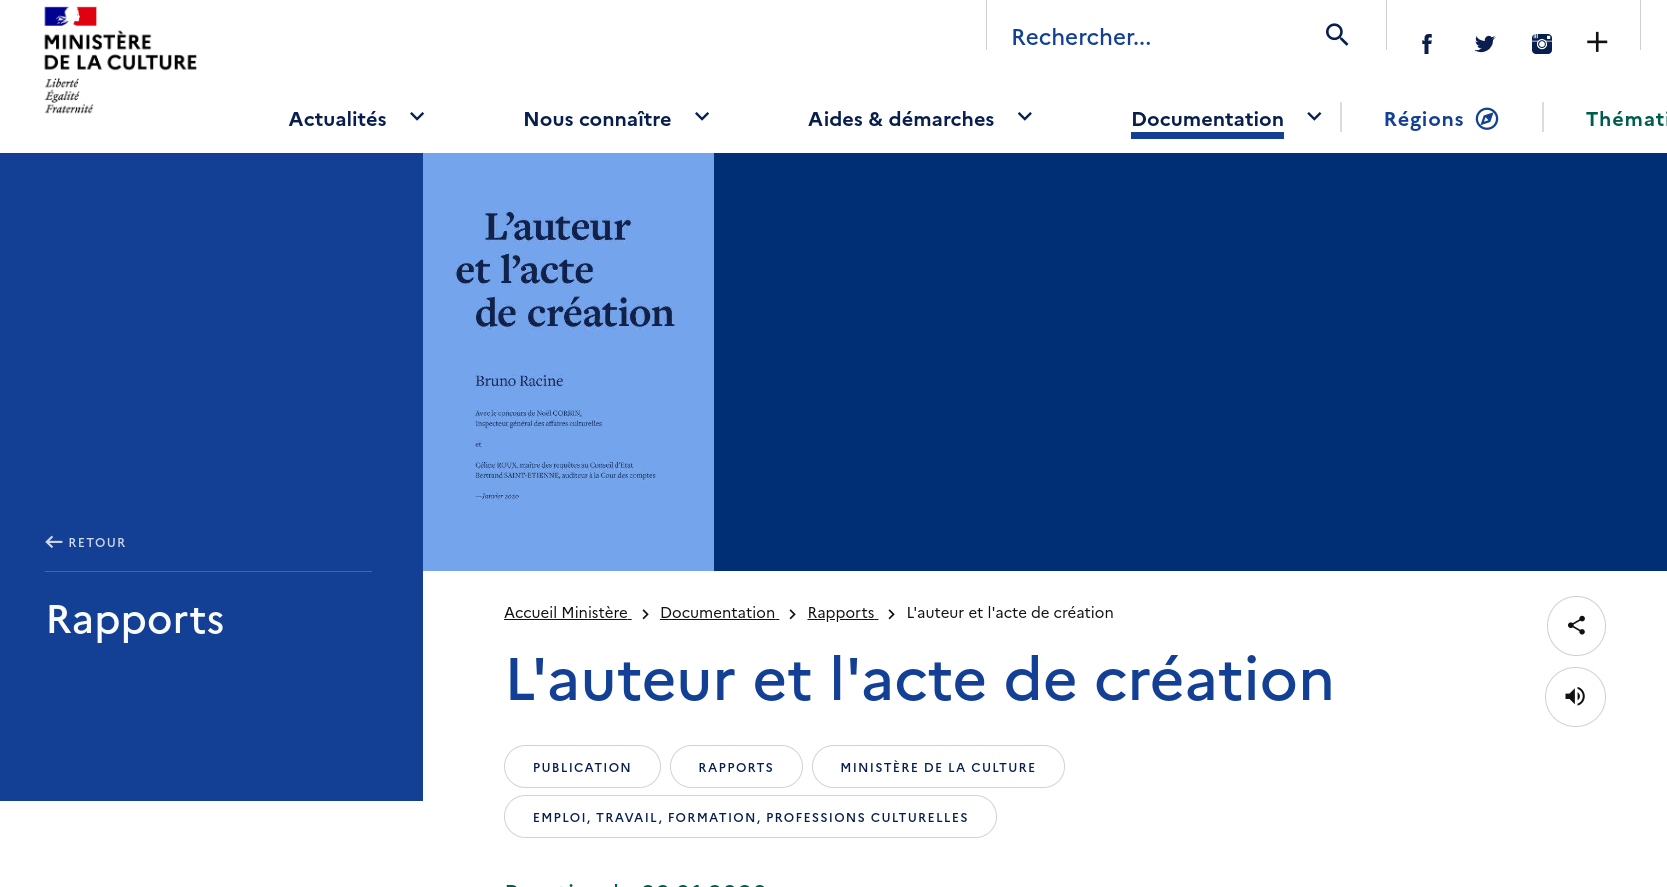 MINISTÈRE
DE LA CULTURE
Liberté
Égalité
Fraternité
Rechercher...
Actualités
Nous connaître
Aides & démarches
Documentation
Régions
Thémati
L'auteur
et l'acte
de création
Bruno Racine
Avec le concours de Noël CORBIN,
Inspecteur général des affaires culturelles
et
Céline ROUX, maître des requêtes au Conseil d'Etat
Bertrand SAINT-ETIENNE, auditeur à la Cour des comptes
—Janvier 2020
RETOUR
Rapports
Accueil Ministère > Documentation > Rapports > L'auteur et l'acte de création
L'auteur et l'acte de création
PUBLICATION
RAPPORTS
MINISTÈRE DE LA CULTURE
EMPLOI, TRAVAIL, FORMATION, PROFESSIONS CULTURELLES